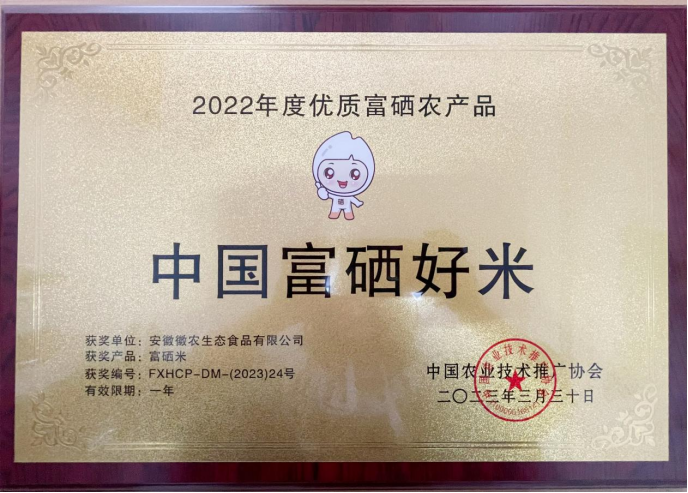 2022年度优质富硒农产品
硒
中国富硒好米
获奖单位：安徽徽农生态食品有限公司
获奖产品：富硒米
获奖编号：FXHCP-DM-(2023)24号
有效限期：一年
中国农业技术推广协会
二〇二三年三月三十日